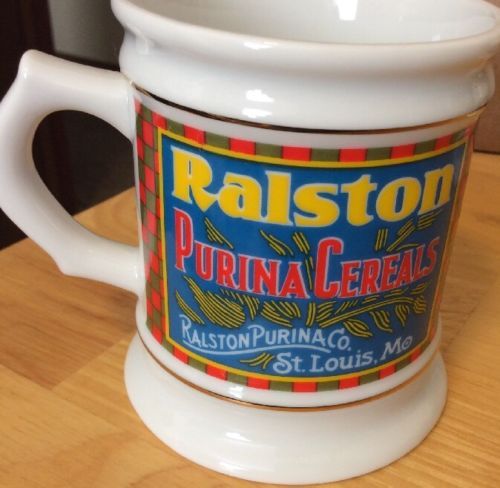 Ralston
PURINA CEREALS
RALSTON PURINA CO.
ST. LOUIS, MO